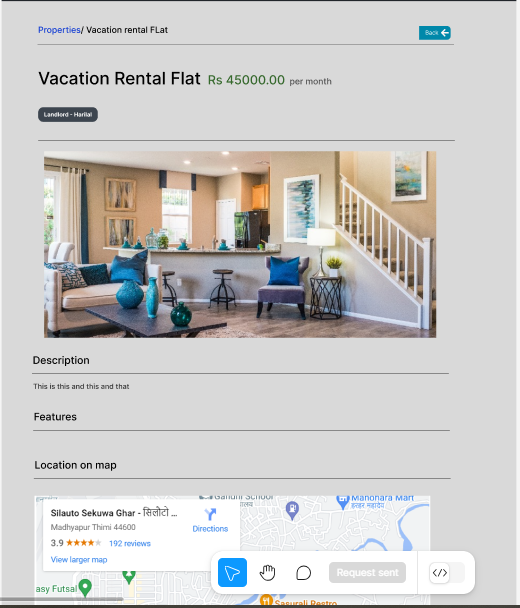 Properties/ Vacation rental FLat
Back
Vacation Rental Flat Rs 45000.00 per month
Landlord - Harilal
Description
This is this and this and that
Features
Location on map
Gandhi School
Manohara Mart
Silauto Sekuwa Ghar - सिलौटो ...
Madhyapur Thimi 44600
Directions
3.9
192 reviews
View larger map
Request sent
</>
asy Futsal
Sasurali Restro